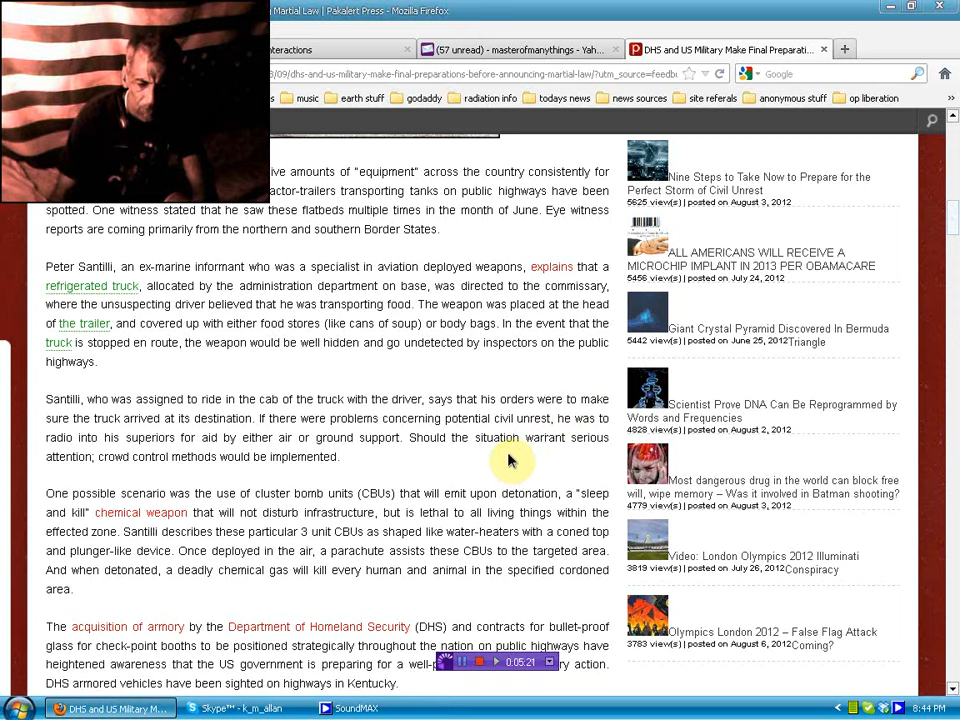 Martial Law | Pakalert Press - Mozilla Firefox
nteractions
(57 unread) - masterofmanythings - Yah...
DHS and US Military Make Final Preparati...
3/09/dhs-and-us-military-make-final-preparations-before-announcing-martial-law/?utm_source=feedb
Google
music
earth stuff
godaddy
radiation info
todays news
news sources
site referals
anonymous stuff
op liberation
ive amounts of "equipment" across the country consistently for
actor-trailers transporting tanks on public highways have been
spotted. One witness stated that he saw these flatbeds multiple times in the month of June. Eye witness
reports are coming primarily from the northern and southern Border States.
Peter Santilli, an ex-marine informant who was a specialist in aviation deployed weapons, explains that a
refrigerated truck, allocated by the administration department on base, was directed to the commissary,
where the unsuspecting driver believed that he was transporting food. The weapon was placed at the head
of the trailer, and covered up with either food stores (like cans of soup) or body bags. In the event that the
truck is stopped en route, the weapon would be well hidden and go undetected by inspectors on the public
highways.
Santilli, who was assigned to ride in the cab of the truck with the driver, says that his orders were to make
sure the truck arrived at its destination. If there were problems concerning potential civil unrest, he was to
radio into his superiors for aid by either air or ground support. Should the situation warrant serious
attention; crowd control methods would be implemented.
One possible scenario was the use of cluster bomb units (CBUs) that will emit upon detonation, a "sleep
and kill" chemical weapon that will not disturb infrastructure, but is lethal to all living things within the
effected zone. Santilli describes these particular 3 unit CBUs as shaped like water-heaters with a coned top
and plunger-like device. Once deployed in the air, a parachute assists these CBUs to the targeted area.
And when detonated, a deadly chemical gas will kill every human and animal in the specified cordoned
area.
The acquisition of armory by the Department of Homeland Security (DHS) and contracts for bullet-proof
glass for check-point booths to be positioned strategically throughout the nation on public highways have
heightened awareness that the US government is preparing for a well-p ry action.
DHS armored vehicles have been sighted on highways in Kentucky.
Nine Steps to Take Now to Prepare for the
Perfect Storm of Civil Unrest
5625 view(s) | posted on August 3, 2012
ALL AMERICANS WILL RECEIVE A
MICROCHIP IMPLANT IN 2013 PER OBAMACARE
5456 view(s) | posted on July 24, 2012
Giant Crystal Pyramid Discovered In Bermuda
5442 view(s) | posted on June 25, 2012Triangle
Scientist Prove DNA Can Be Reprogrammed by
Words and Frequencies
4828 view(s) | posted on August 2, 2012
Most dangerous drug in the world can block free
will, wipe memory – Was it involved in Batman shooting?
4779 view(s) | posted on August 3, 2012
Video: London Olympics 2012 Illuminati
3819 view(s) | posted on July 26, 2012Conspiracy
Olympics London 2012 – False Flag Attack
3783 view(s) | posted on August 6, 2012Coming?
0:05:21
DHS and US Military M...
Skype™ - k_m_allan
SoundMAX
8:44 PM